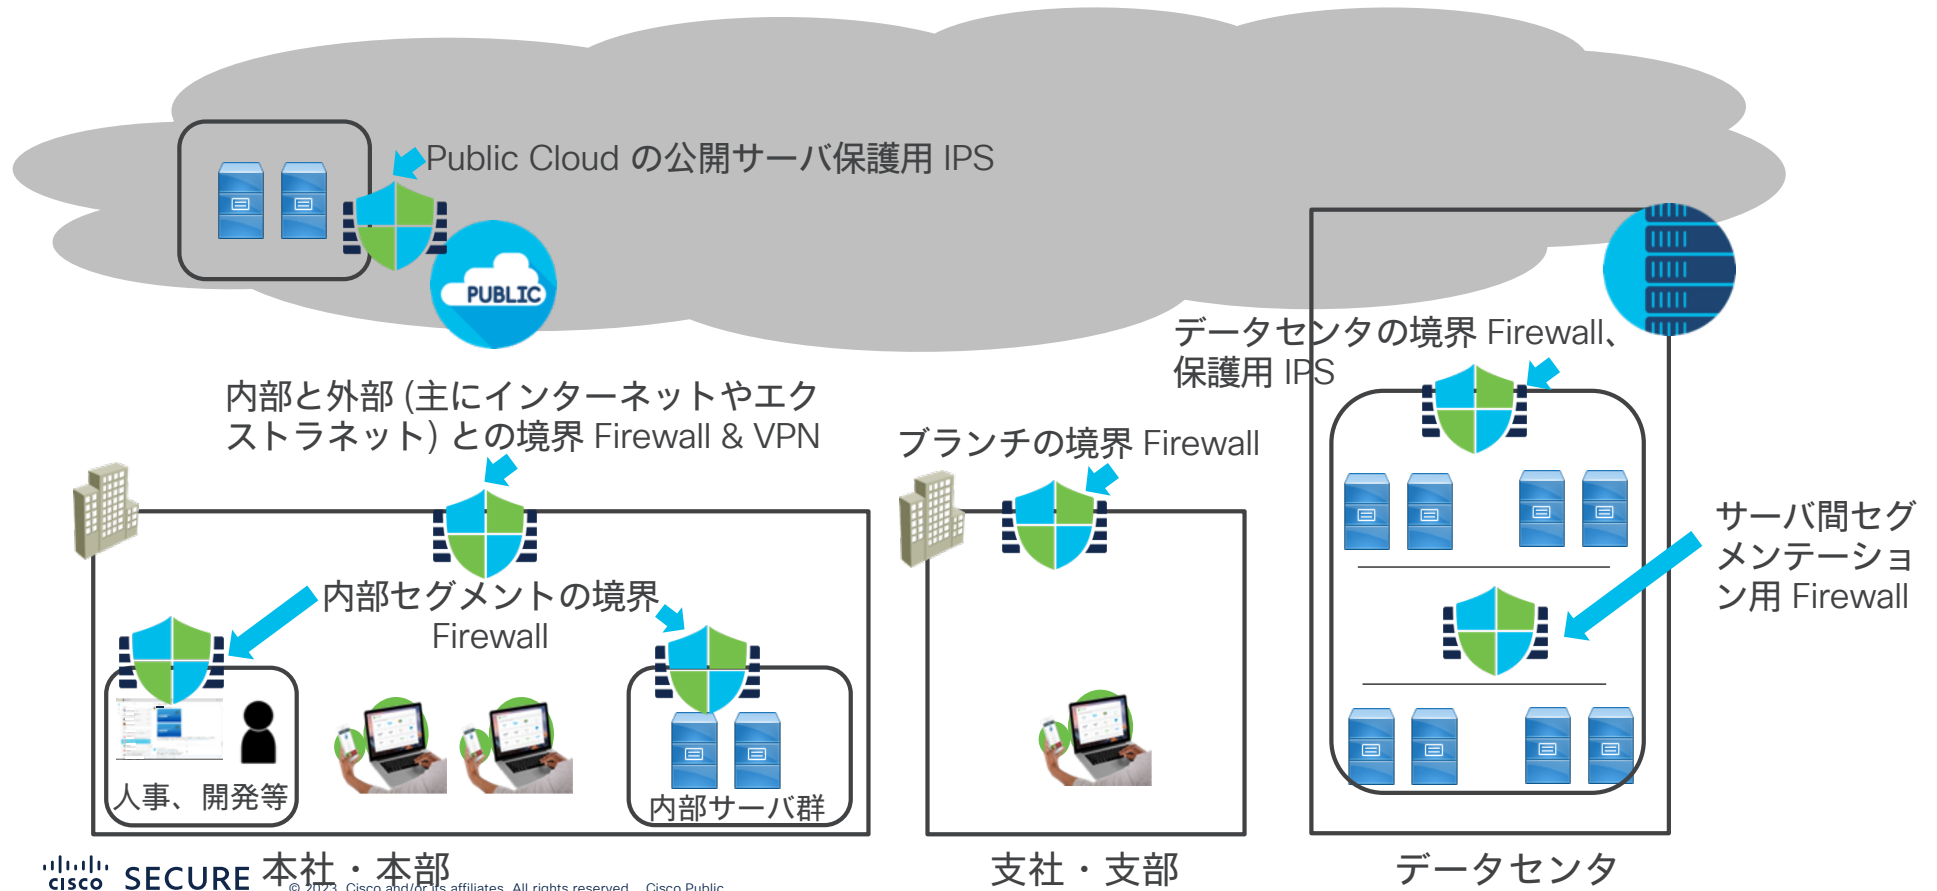 Public Cloud の公開サーバ保護用 IPS
PUBLIC
データセンタの境界 Firewall、
保護用 IPS
内部と外部 (主にインターネットやエク
ストラネット) との境界 Firewall & VPN
ブランチの境界 Firewall
サーバ間セグ
メンテーショ
ン用 Firewall
内部セグメントの境界
Firewall
人事、開発等
内部サーバ群
本社・本部
支社・支部
データセンタ
CISCO SECURE
© 2023 Cisco and/or its affiliates. All rights reserved. Cisco Public